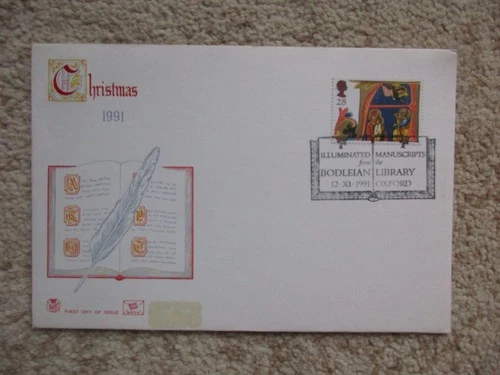 Christmas
1991
28
ILLUMINATED MANUSCRIPTS
from the
BODLEIAN LIBRARY
12·XI·1991 OXFORD
FIRST DAY OF ISSUE